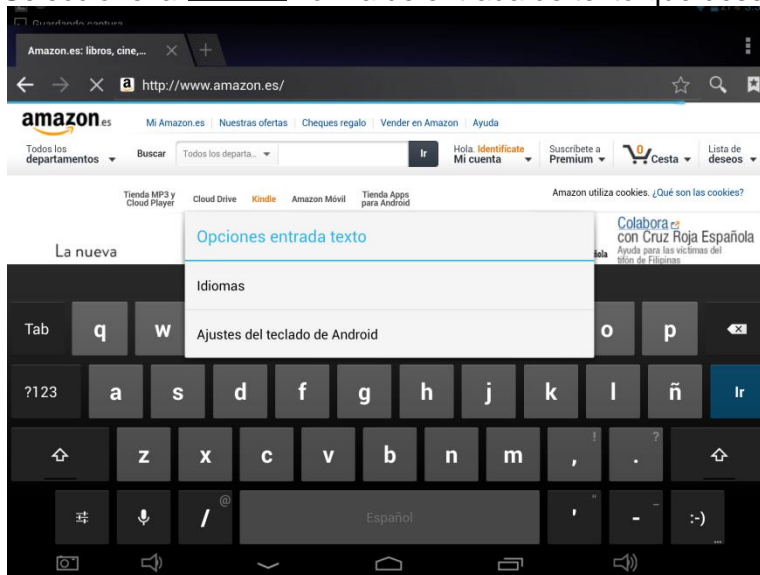 Guardando captura
Amazon.es: libros, cine,...
http://www.amazon.es/
amazon.es
Mi Amazon.es Nuestras ofertas Cheques regalo Vender en Amazon Ayuda
Todos los departamentos
Buscar Todos los departa... Ir
Hola. Identifícate
Mi cuenta
Suscríbete a
Premium
0 Cesta
Lista de
deseos
Tienda MP3 y
Cloud Player
Cloud Drive Kindle Amazon Móvil
Tienda Apps
para Android
Amazon utiliza cookies. ¿Qué son las cookies?
La nueva
Colabora
con Cruz Roja Española
Ayuda para las víctimas del
tifón de Filipinas
Opciones entrada texto
Idiomas
Ajustes del teclado de Android
Tab q w o p
?123 a s d f g h j k l ñ Ir
z x c v b n m , ! . ?
/ @ Español ' " - _ :-)